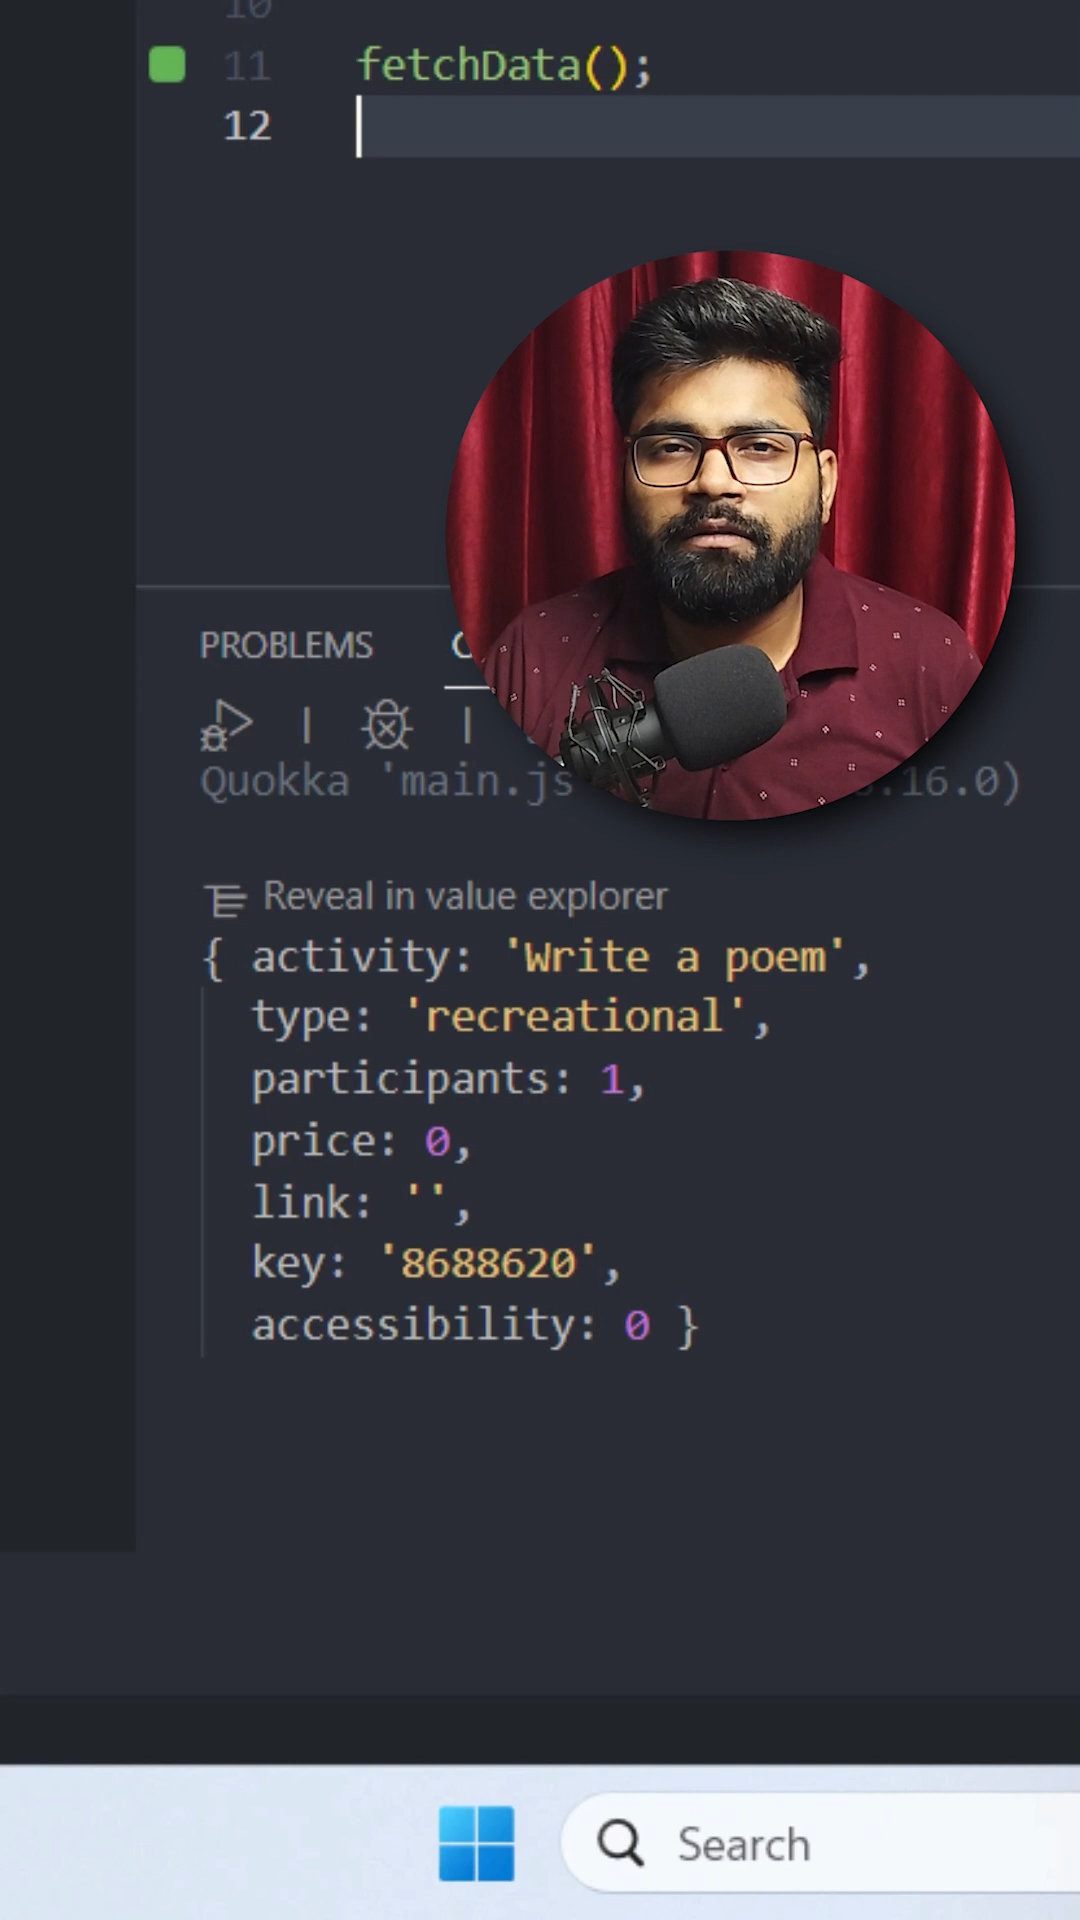 10
11 fetchData();
12
PROBLEMS
Quokka 'main.js .16.0)
Reveal in value explorer
{ activity: 'Write a poem',
type: 'recreational',
participants: 1,
price: 0,
link: '',
key: '8688620',
accessibility: 0 }
Search